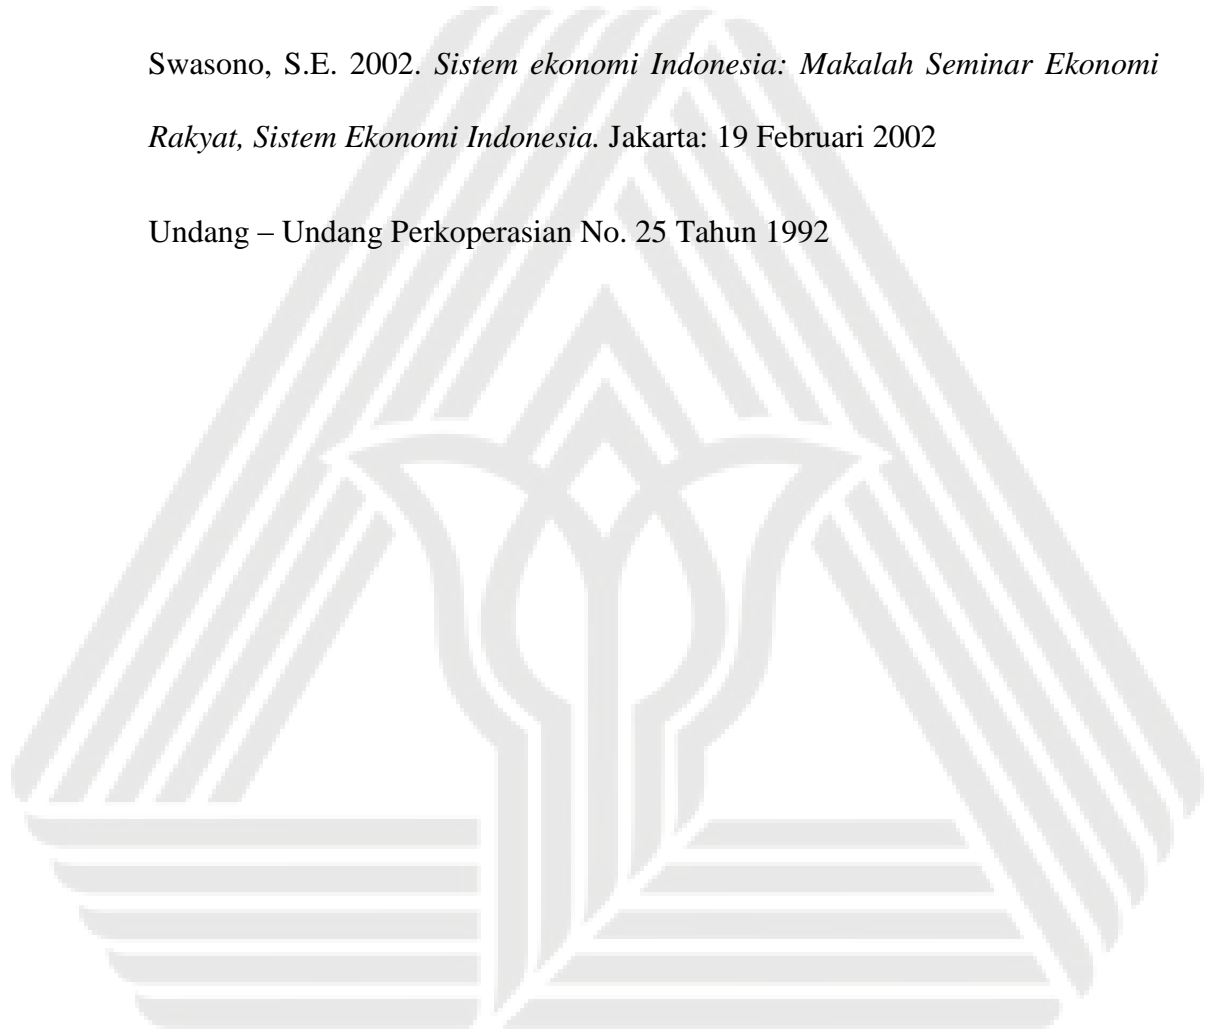 Swasono, S.E. 2002. Sistem ekonomi Indonesia: Makalah Seminar Ekonomi
Rakyat, Sistem Ekonomi Indonesia. Jakarta: 19 Februari 2002
Undang – Undang Perkoperasian No. 25 Tahun 1992